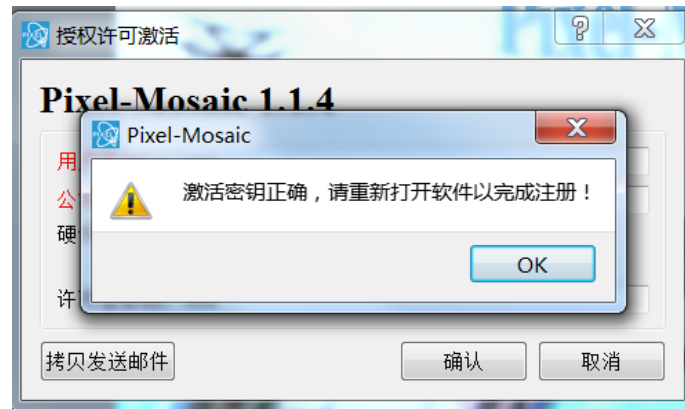 授权许可激活
Pixel-Mosaic 1.1.4
Pixel-Mosaic
用
激活密钥正确，请重新打开软件以完成注册！
公
硬
OK
许
拷贝发送邮件
确认
取消